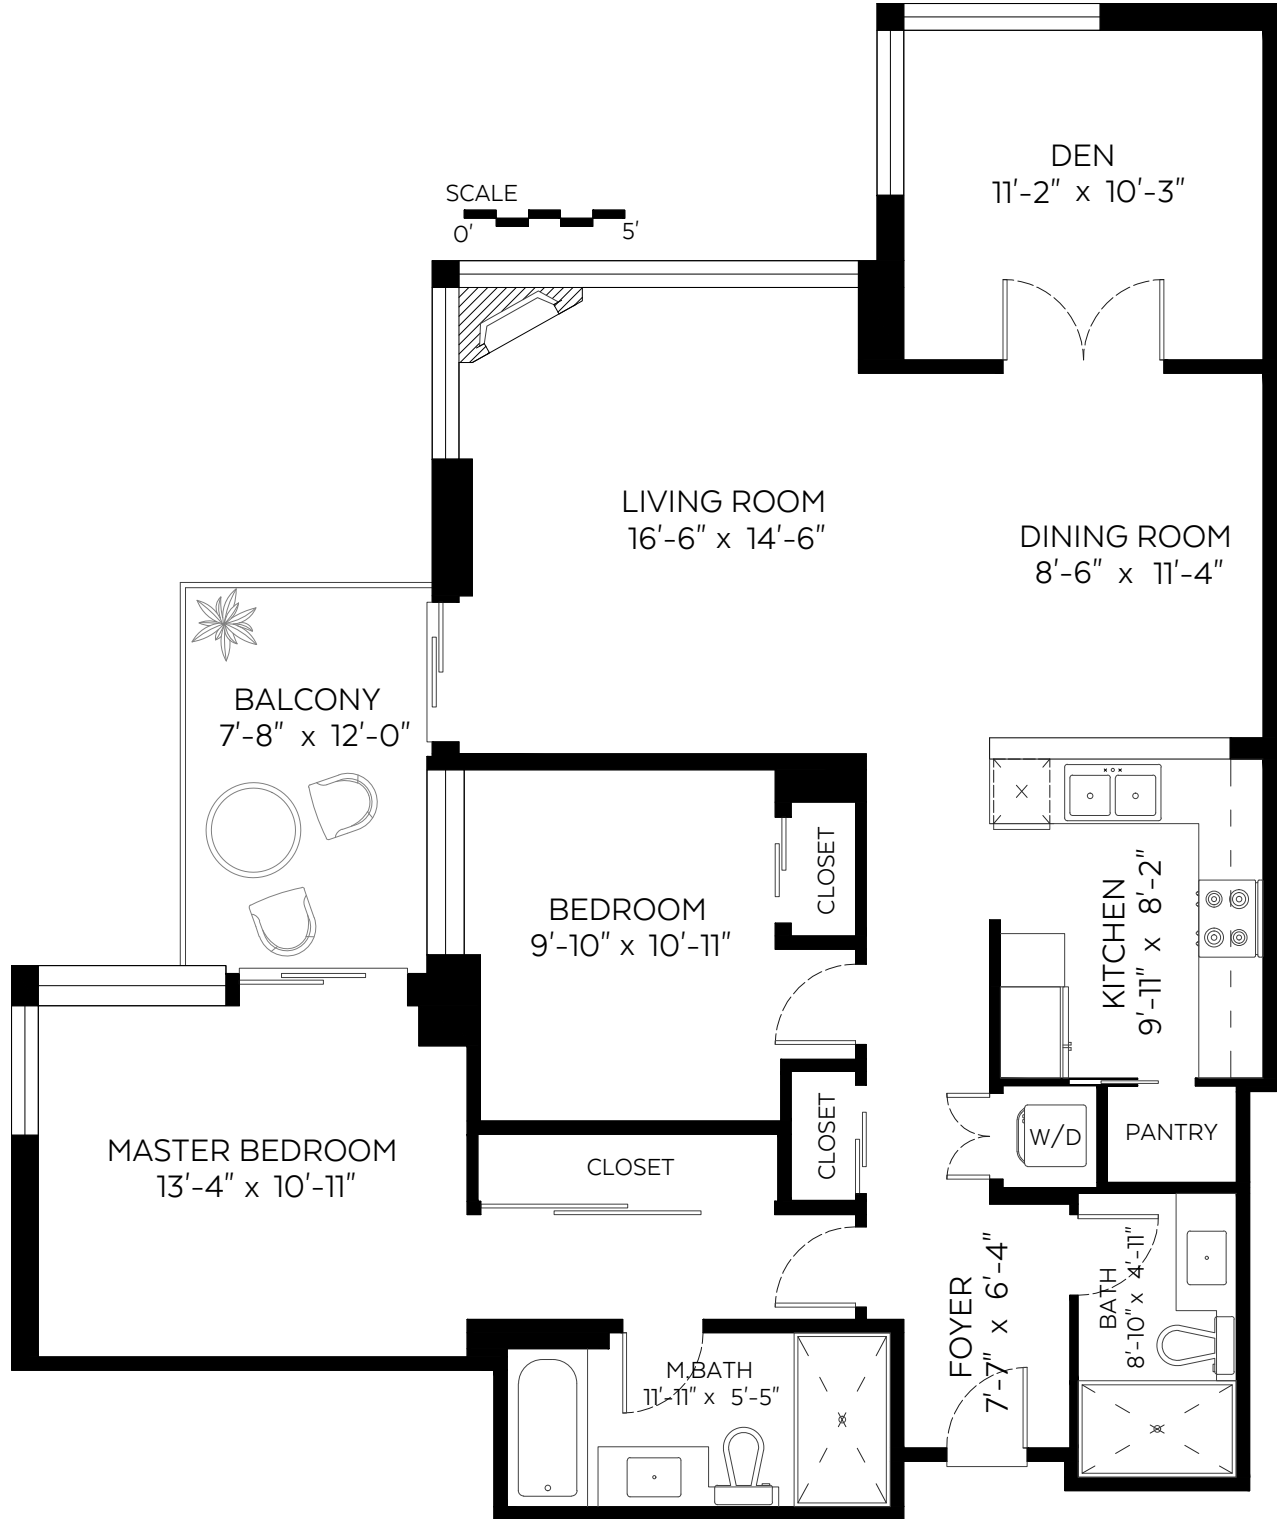 DEN
11'-2" x 10'-3"
SCALE
0' 5'
LIVING ROOM
16'-6" x 14'-6"
DINING ROOM
8'-6" x 11'-4"
BALCONY
7'-8" x 12'-0"
X
CLOSET
BEDROOM
9'-10" x 10'-11"
KITCHEN
9'-11" x 8'-2"
CLOSET
W/D
PANTRY
MASTER BEDROOM
13'-4" x 10'-11"
CLOSET
FOYER
7'-7" x 6'-4"
BATH
8'-10" x 4'-11"
M.BATH
11'-11" x 5'-5"